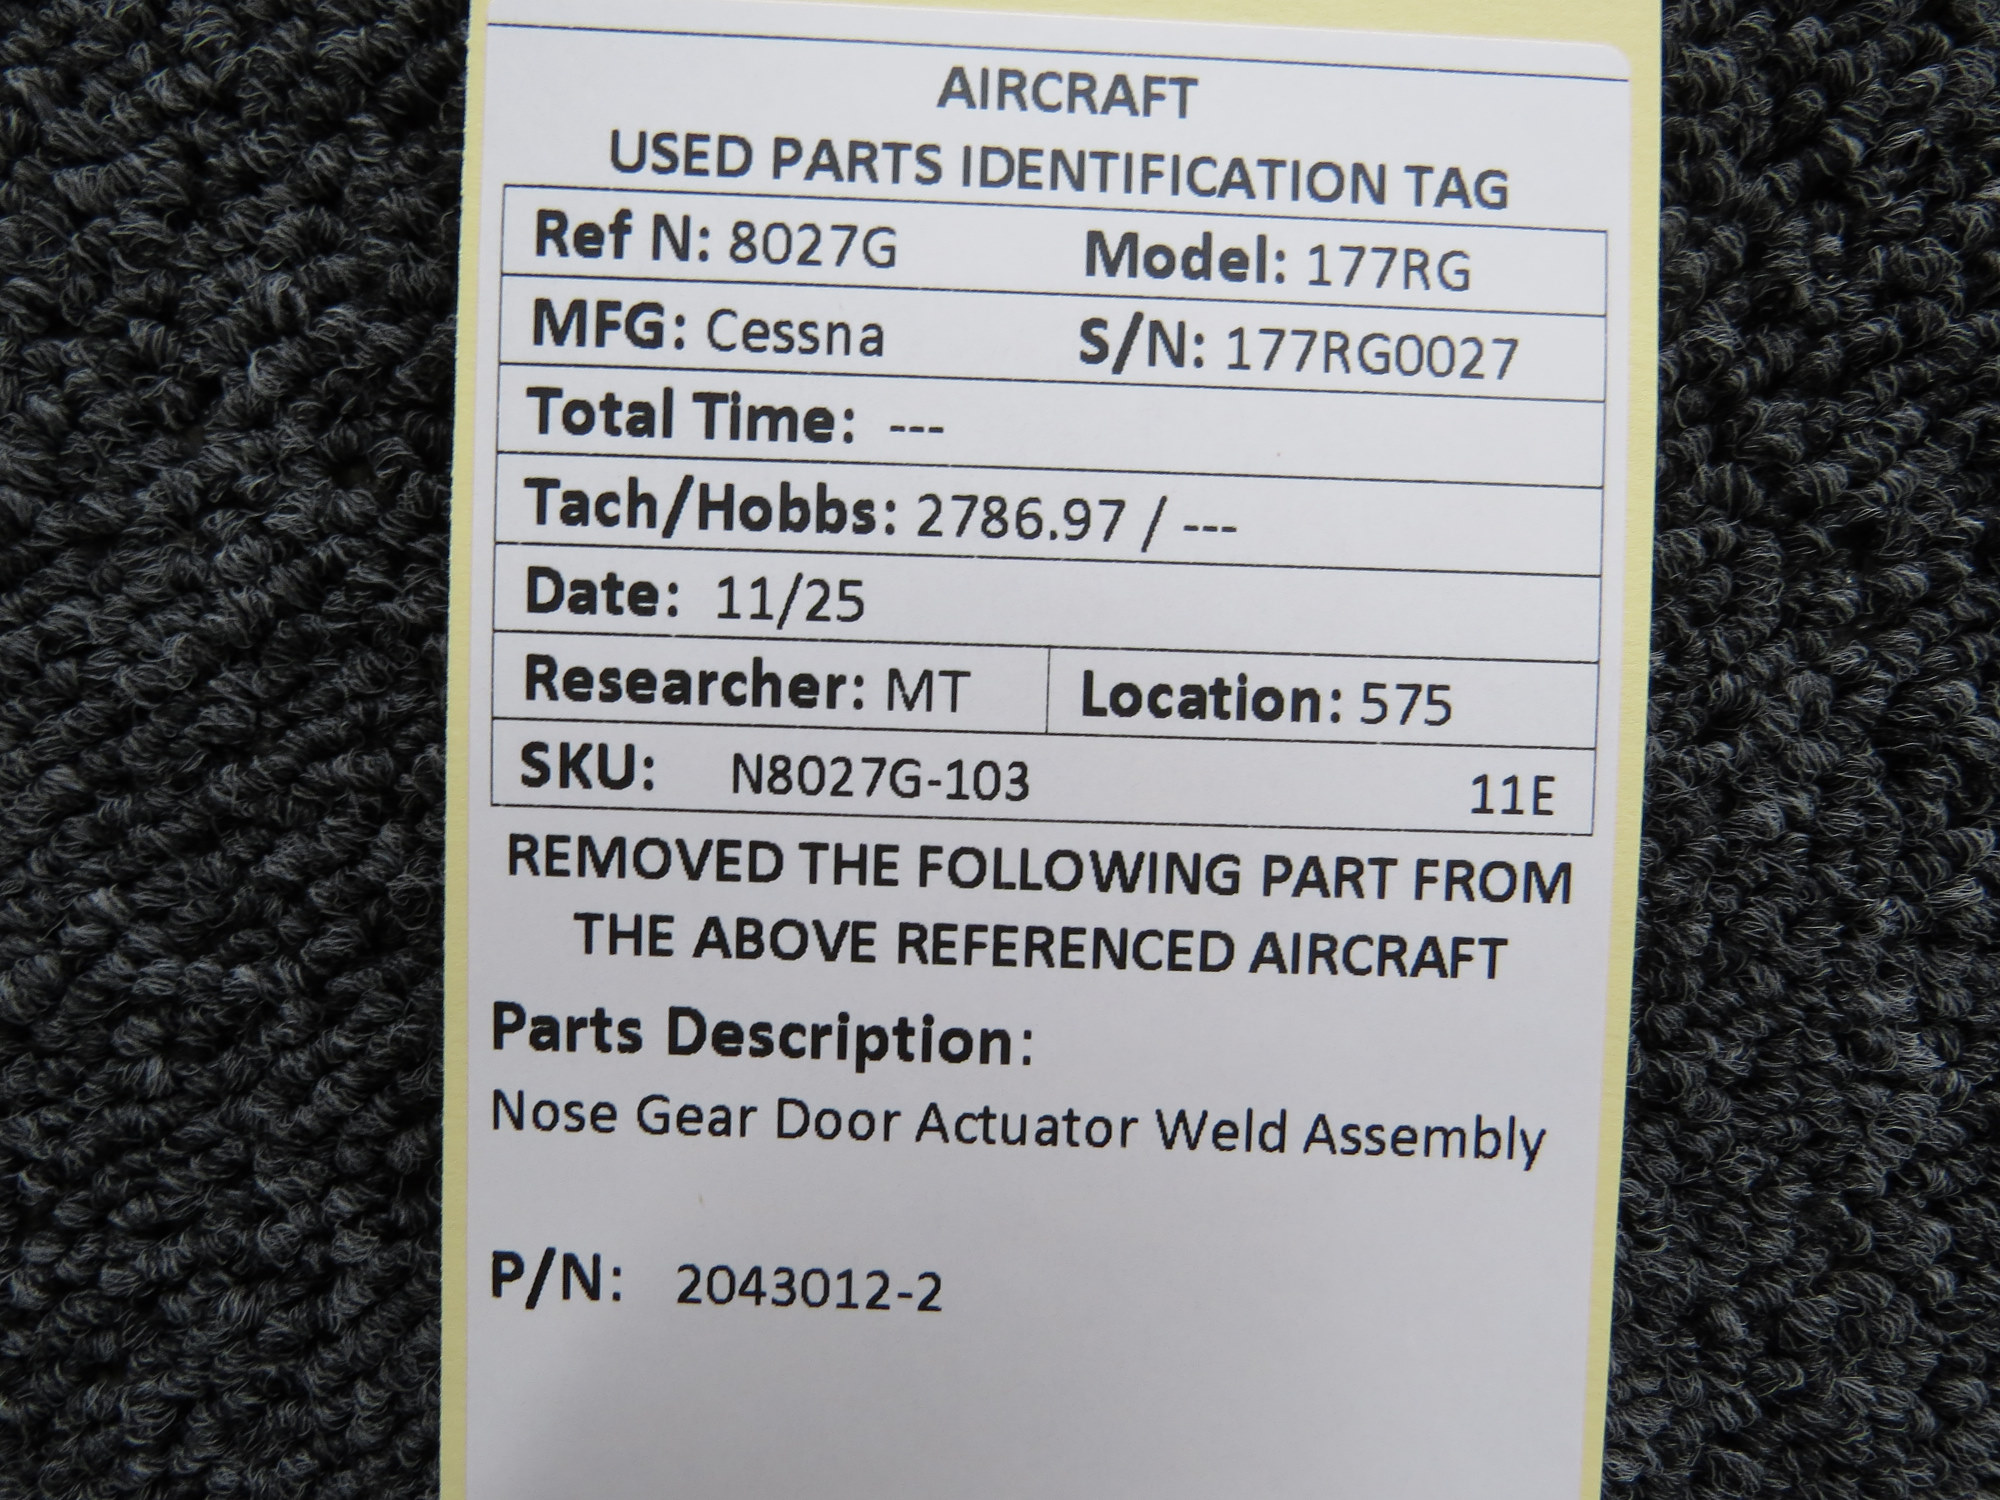 AIRCRAFT
USED PARTS IDENTIFICATION TAG
Ref N: 8027G Model: 177RG
MFG: Cessna S/N: 177RG0027
Total Time: ---
Tach/Hobbs: 2786.97 / ---
Date: 11/25
Researcher: MT Location: 575
SKU: N8027G-103 11E
REMOVED THE FOLLOWING PART FROM
THE ABOVE REFERENCED AIRCRAFT
Parts Description:
Nose Gear Door Actuator Weld Assembly
P/N: 2043012-2